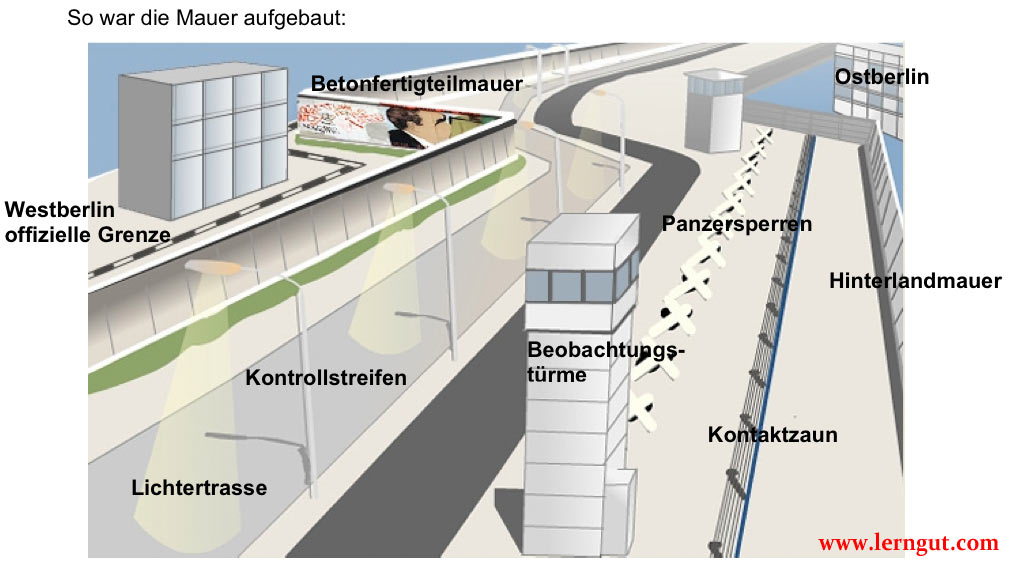 So war die Mauer aufgebaut:
Betonfertigteilmauer
Ostberlin
Westberlin
offizielle Grenze
Panzersperren
Hinterlandmauer
Beobachtungs-
türme
Kontrollstreifen
Kontaktzaun
Lichtertrasse
www.lerngut.com